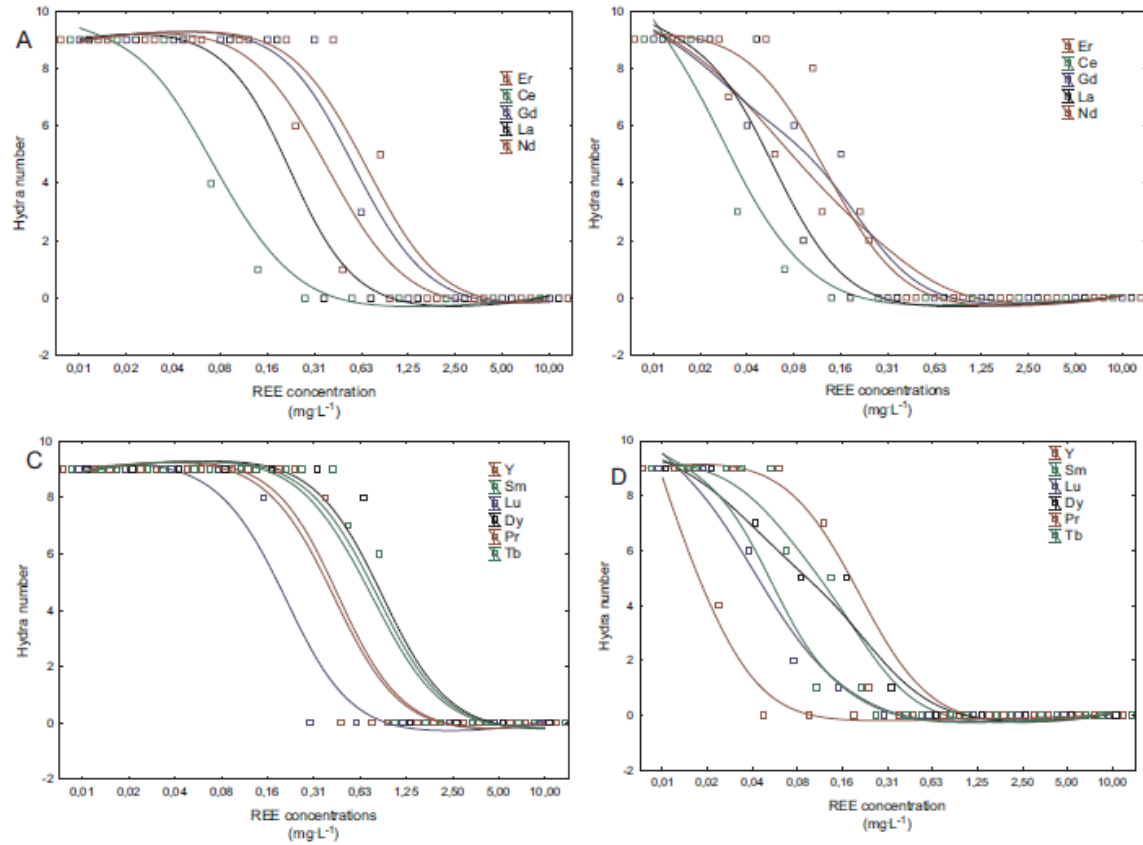 A
10
8
6
4
2
0
-2
Hydra number
Er
Ce
Gd
La
Nd
0,01 0,02 0,04 0,08 0,16 0,31 0,63 1,25 2,50 5,00 10,00
REE concentration
(mg·L⁻¹)
10
8
6
4
2
0
-2
Hydra number
Er
Ce
Gd
La
Nd
0,01 0,02 0,04 0,08 0,16 0,31 0,63 1,25 2,50 5,00 10,00
REE concentrations
(mg·L⁻¹)
C
10
8
6
4
2
0
-2
Hydra number
Y
Sm
Lu
Dy
Pr
Tb
0,01 0,02 0,04 0,08 0,16 0,31 0,63 1,25 2,50 5,00 10,00
REE concentrations
(mg·L⁻¹)
D
10
8
6
4
2
0
-2
Hydra number
Y
Sm
Lu
Dy
Pr
Tb
0,01 0,02 0,04 0,08 0,16 0,31 0,63 1,25 2,50 5,00 10,00
REE concentration
(mg·L⁻¹)